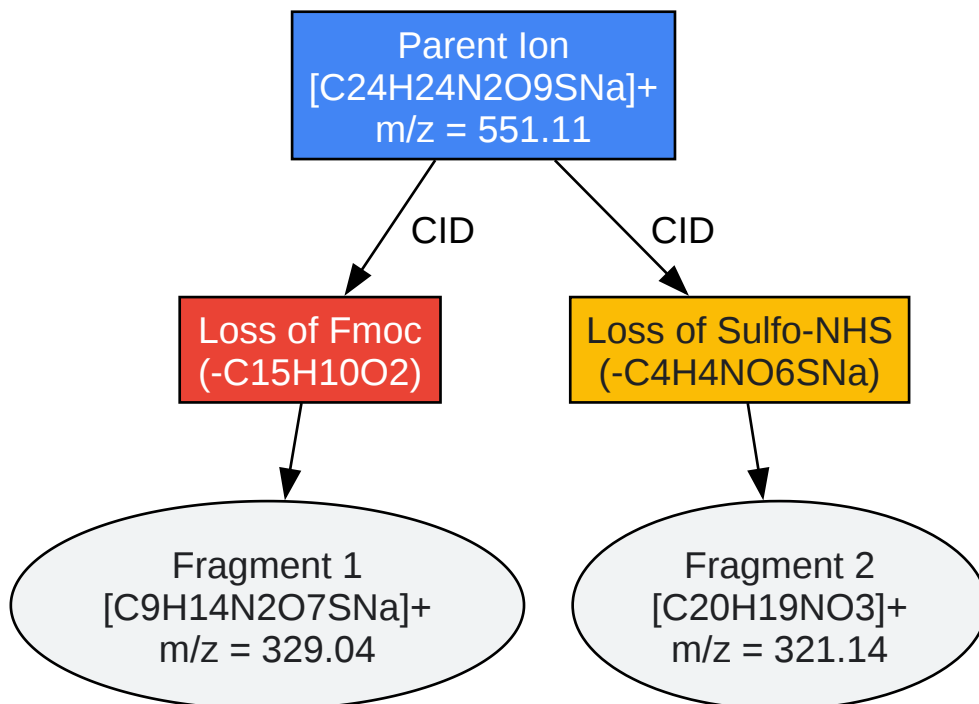 Parent Ion
[C24H24N2O9SNa]+
m/z = 551.11
CID
CID
Loss of Fmoc
(-C15H10O2)
Loss of Sulfo-NHS
(-C4H4NO6SNa)
Fragment 1
[C9H14N2O7SNa]+
m/z = 329.04
Fragment 2
[C20H19NO3]+
m/z = 321.14